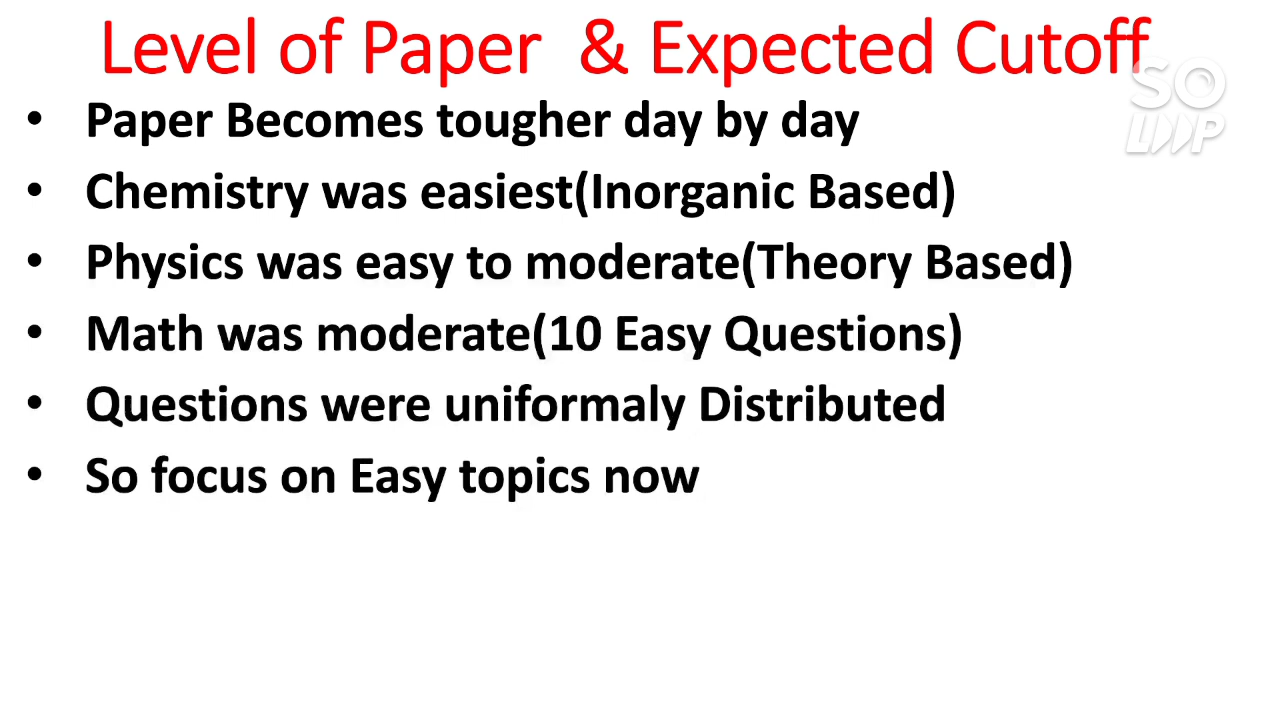 Level of Paper & Expected Cutoff
• Paper Becomes tougher day by day
• Chemistry was easiest(Inorganic Based)
• Physics was easy to moderate(Theory Based)
• Math was moderate(10 Easy Questions)
• Questions were uniformaly Distributed
• So focus on Easy topics now
SO
LP